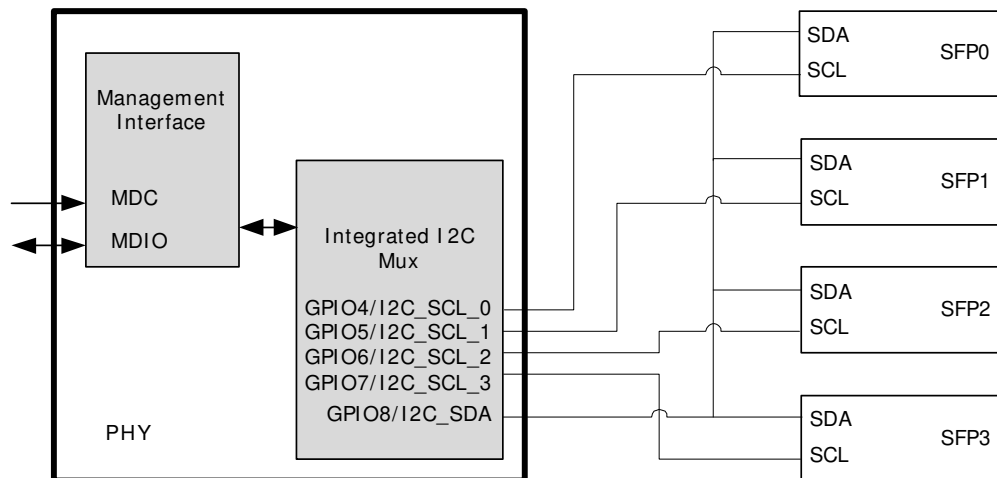 Management
Interface
MDC
MDIO
PHY
Integrated I2C
Mux
GPIO4/I2C_SCL_0
GPIO5/I2C_SCL_1
GPIO6/I2C_SCL_2
GPIO7/I2C_SCL_3
GPIO8/I2C_SDA
SDA
SCL
SFP0
SDA
SCL
SFP1
SDA
SCL
SFP2
SDA
SCL
SFP3